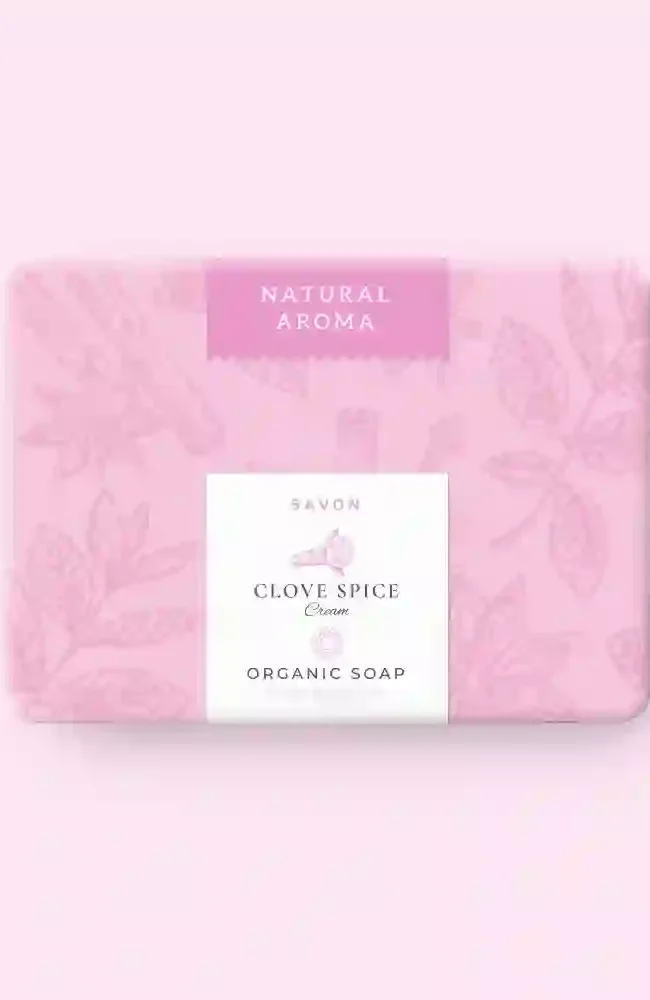 NATURAL
AROMA
SAVON
CLOVE SPICE
Cream
ORGANIC SOAP